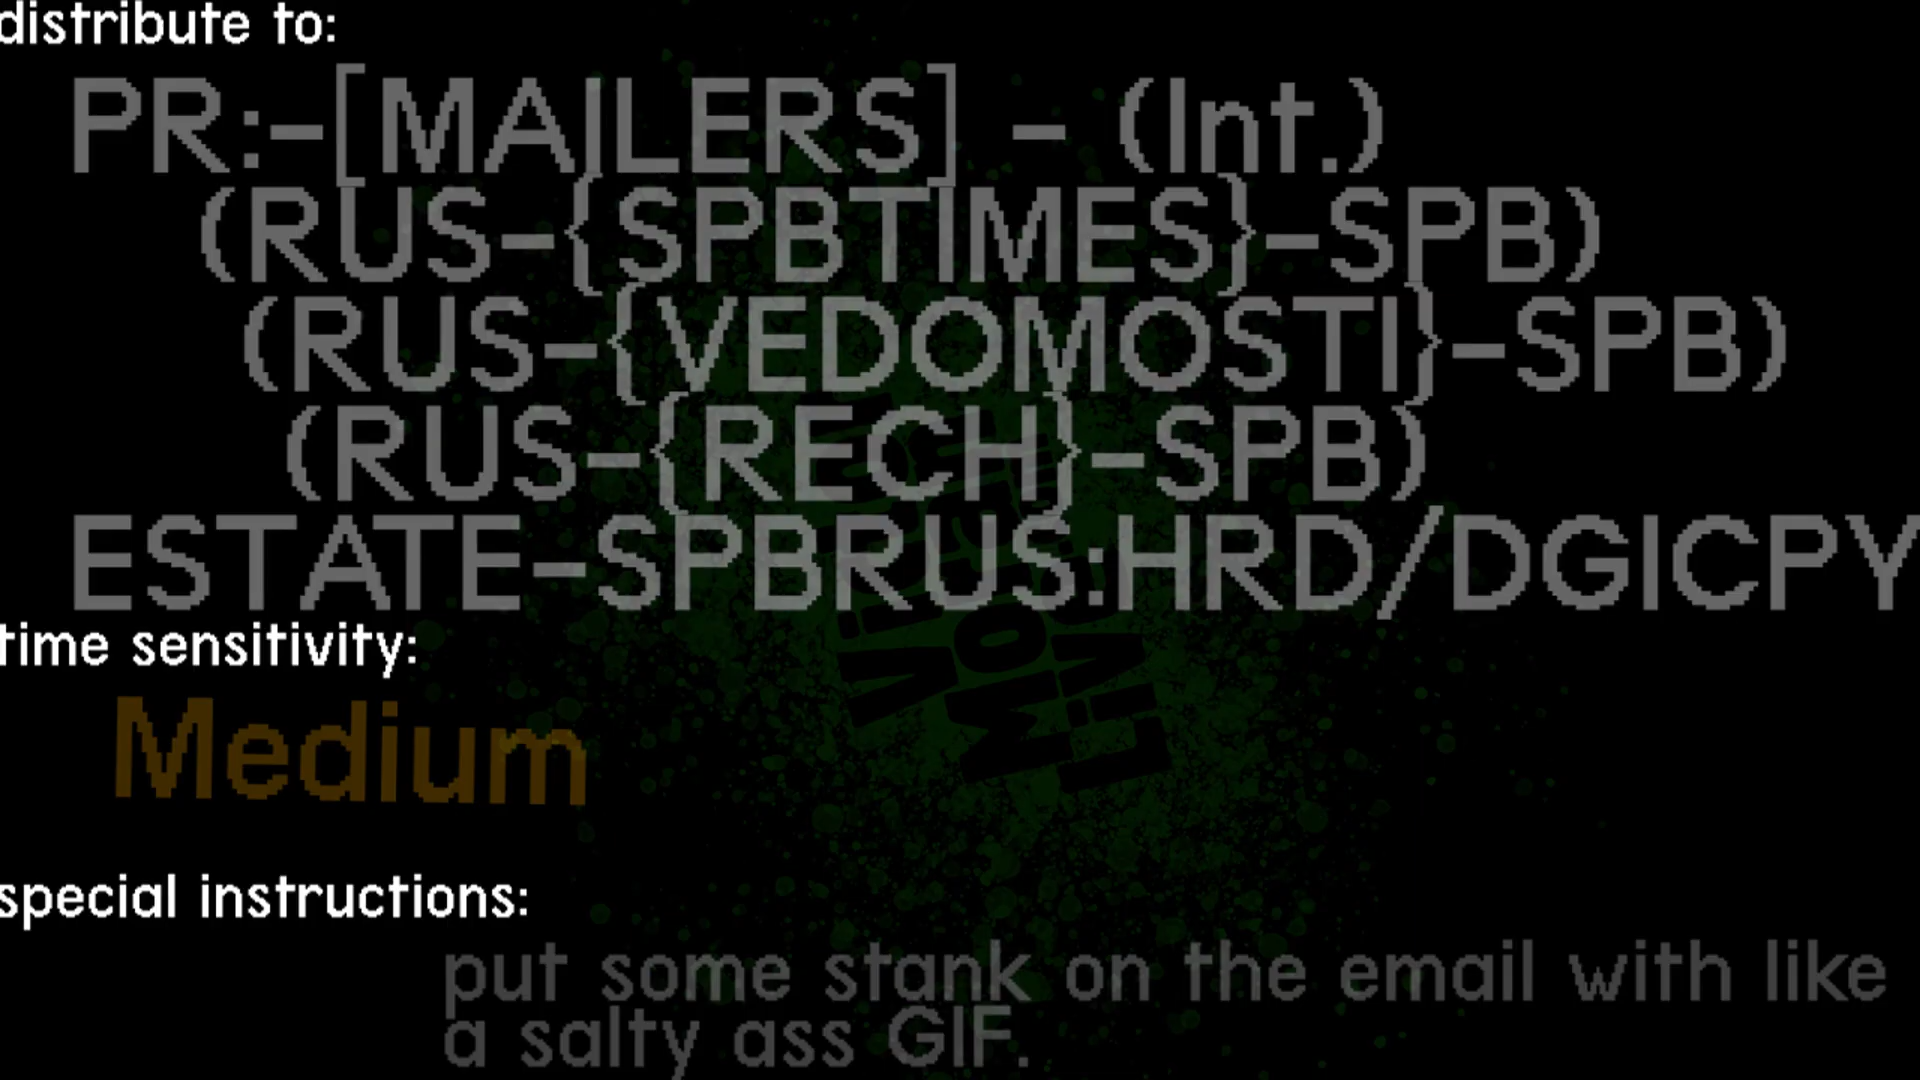 distribute to:
PR:-[MAILERS] - (Int.)
(RUS-{SPBTIMES}-SPB)
(RUS-{VEDOMOSTI}-SPB)
(RUS-{RECH}-SPB)
ESTATE-SPBRUS:HRD/DGICPY
time sensitivity:
Medium
special instructions:
put some stank on the email with like
a salty ass GIF.